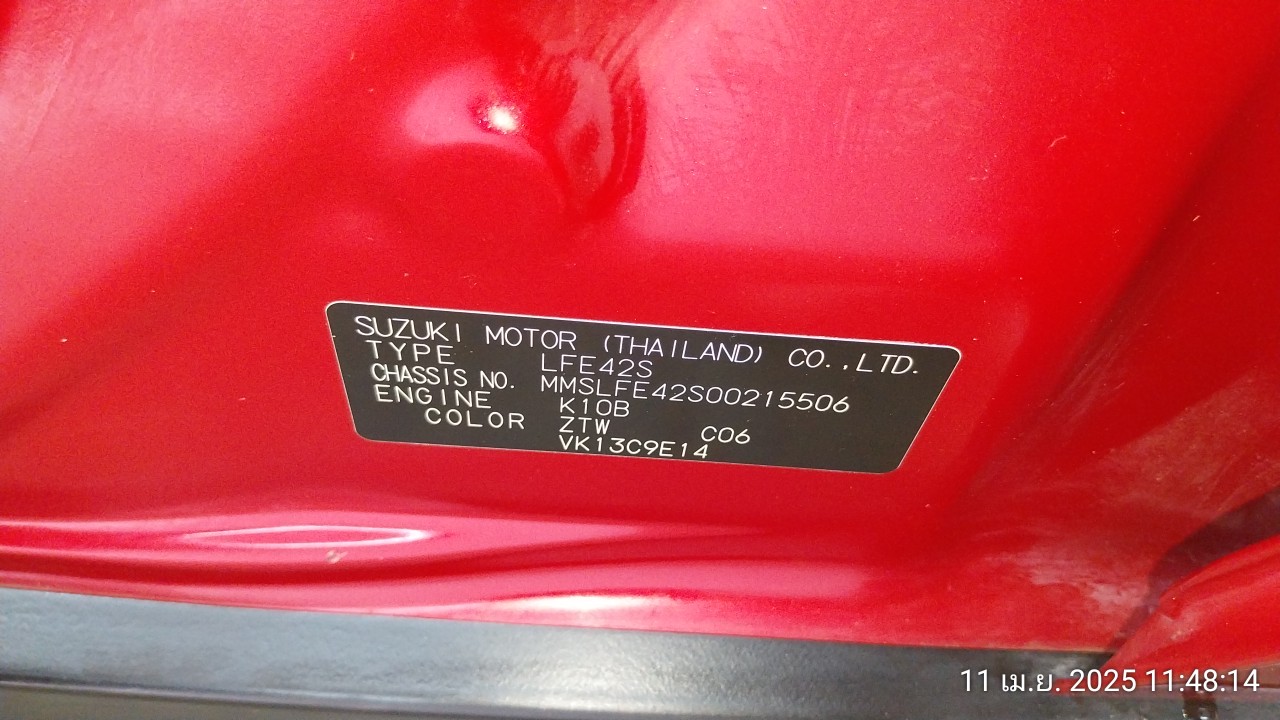 SUZUKI MOTOR (THAILAND) CO.,LTD.
TYPE LFE42S
CHASSIS NO. MMSLFE42S00215506
ENGINE K10B
COLOR ZTW C06
VK13C9E14
11 เม.ย. 2025 11:48:14